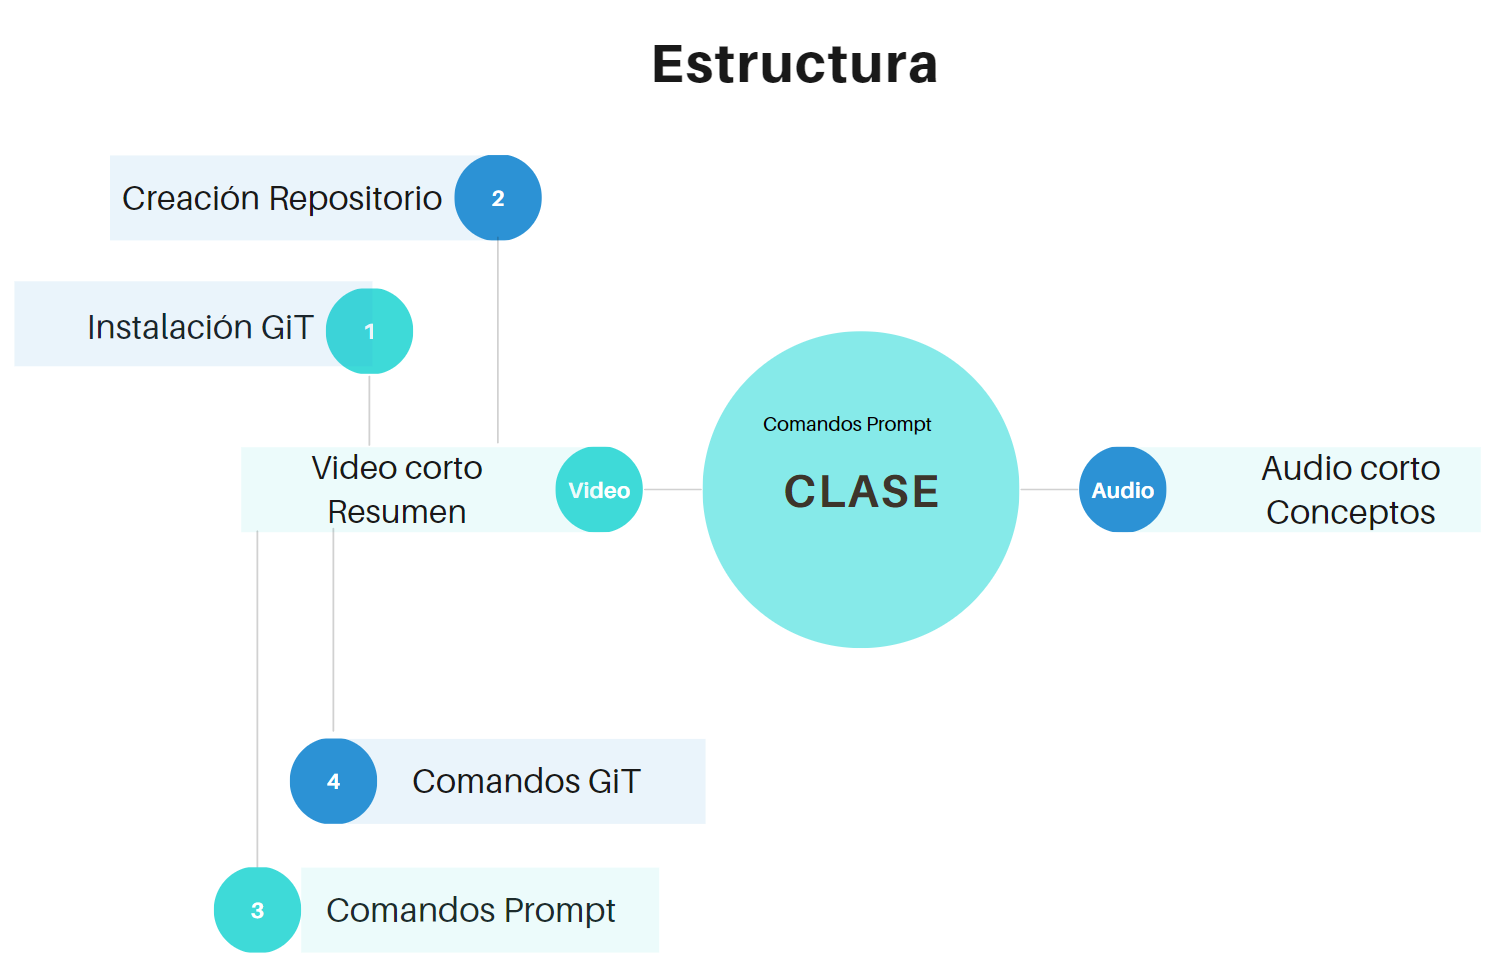 Estructura
Creación Repositorio
2
Instalación GiT
1
Comandos Prompt
CLASE
Video corto
Resumen
Video
Audio
Audio corto
Conceptos
4
Comandos GiT
3
Comandos Prompt